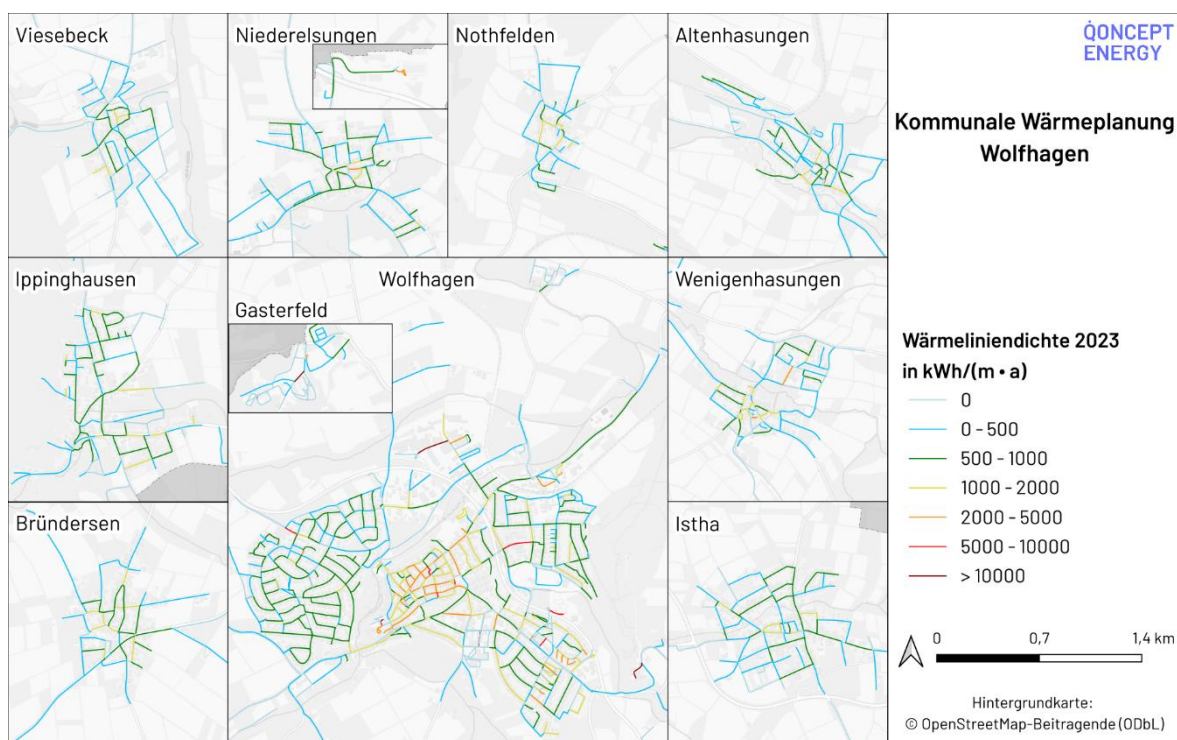 Viesebeck
Niederelsungen
Nothfelden
Altenhasungen
QONCEPT
ENERGY
Kommunale Wärmeplanung
Wolfhagen
Ippinghausen
Wolfhagen
Gasterfeld
Wenigenhasungen
Bründersen
Istha
Wärmeliniendichte 2023
in kWh/(m • a)
0
0 - 500
500 - 1000
1000 - 2000
2000 - 5000
5000 - 10000
> 10000
0 0,7 1,4 km
Hintergrundkarte:
© OpenStreetMap-Beitragende (ODbL)